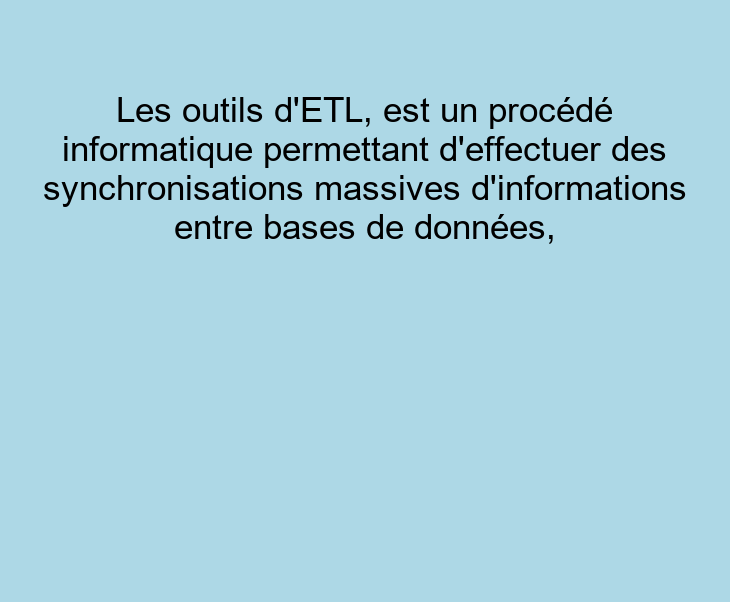 Les outils d'ETL, est un procédé
informatique permettant d'effectuer des
synchronisations massives d'informations
entre bases de données,